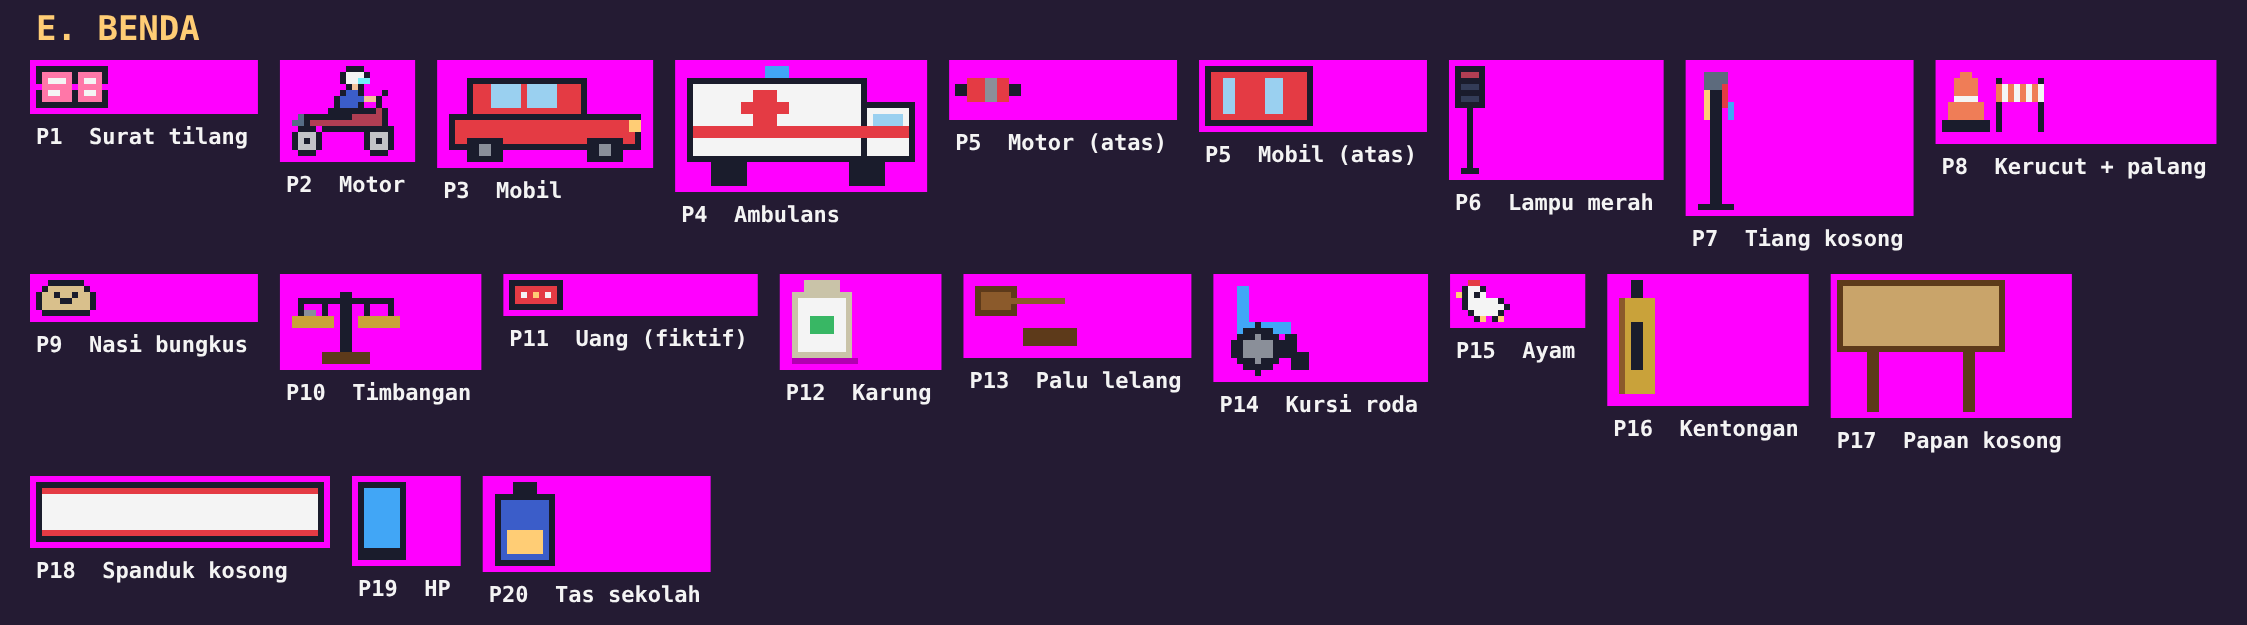 E. BENDA
P1 Surat tilang
P2 Motor
P3 Mobil
P4 Ambulans
P5 Motor (atas)
P5 Mobil (atas)
P6 Lampu merah
P7 Tiang kosong
P8 Kerucut + palang
P9 Nasi bungkus
P10 Timbangan
P11 Uang (fiktif)
P12 Karung
P13 Palu lelang
P14 Kursi roda
P15 Ayam
P16 Kentongan
P17 Papan kosong
P18 Spanduk kosong
P19 HP
P20 Tas sekolah